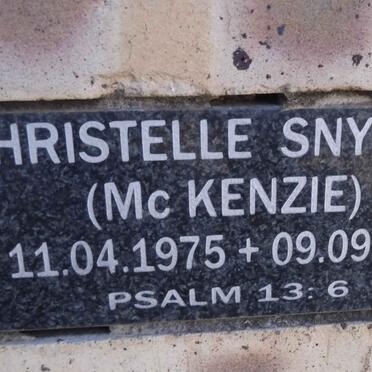 HRISTELLE SNY
(Mc KENZIE)
11.04.1975 + 09.09
PSALM 13: 6